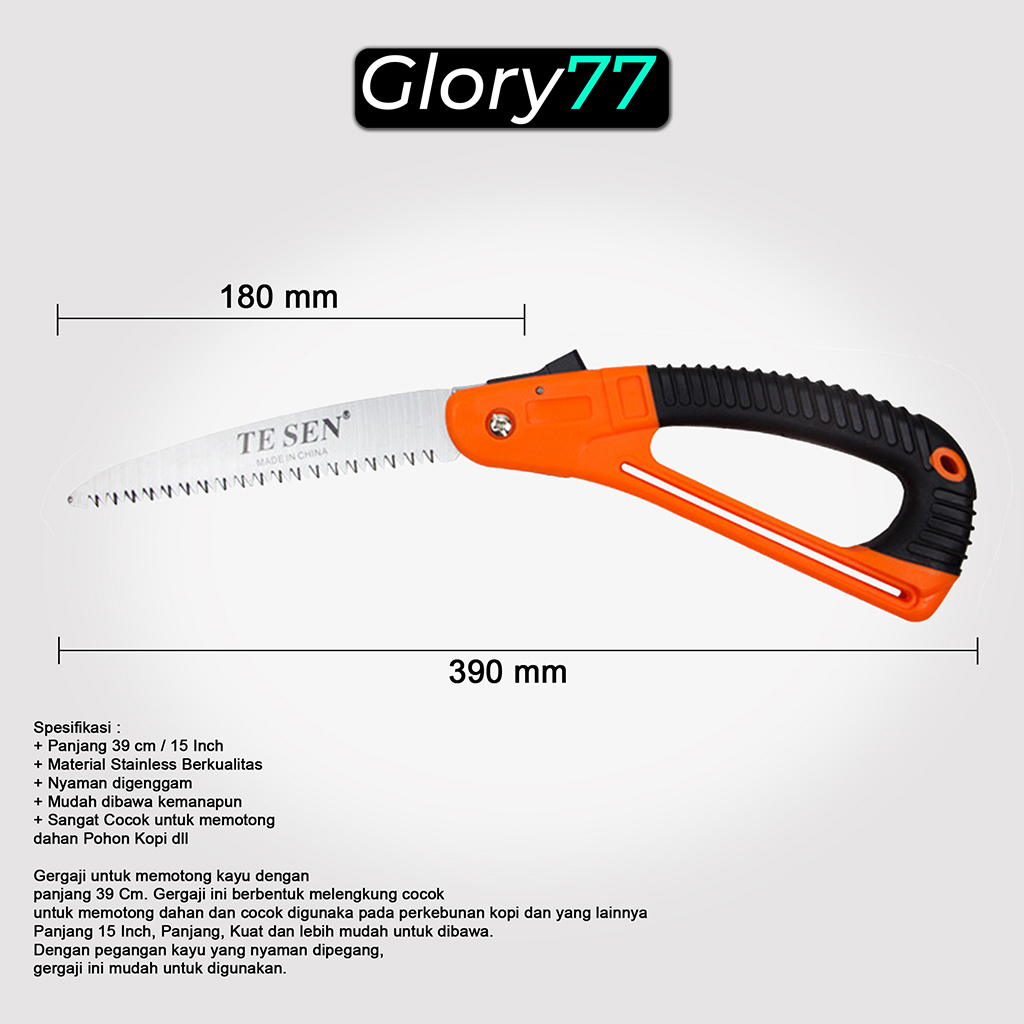 Glory77
180 mm
TE SEN®
MADE IN CHINA
390 mm
Spesifikasi :
+ Panjang 39 cm / 15 Inch
+ Material Stainless Berkualitas
+ Nyaman digenggam
+ Mudah dibawa kemanapun
+ Sangat Cocok untuk memotong
dahan Pohon Kopi dll
Gergaji untuk memotong kayu dengan
panjang 39 Cm. Gergaji ini berbentuk melengkung cocok
untuk memotong dahan dan cocok digunaka pada perkebunan kopi dan yang lainnya
Panjang 15 Inch, Panjang, Kuat dan lebih mudah untuk dibawa.
Dengan pegangan kayu yang nyaman dipegang,
gergaji ini mudah untuk digunakan.